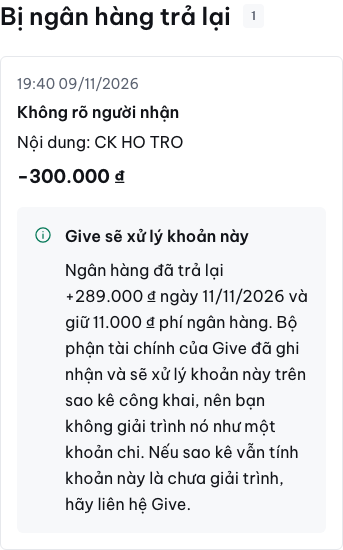 Bị ngân hàng trả lại 1
19:40 09/11/2026
Không rõ người nhận
Nội dung: CK HO TRO
−300.000 ₫
Give sẽ xử lý khoản này
Ngân hàng đã trả lại
+289.000 ₫ ngày 11/11/2026 và
giữ 11.000 ₫ phí ngân hàng. Bộ
phận tài chính của Give đã ghi
nhận và sẽ xử lý khoản này trên
sao kê công khai, nên bạn
không giải trình nó như một
khoản chi. Nếu sao kê vẫn tính
khoản này là chưa giải trình,
hãy liên hệ Give.